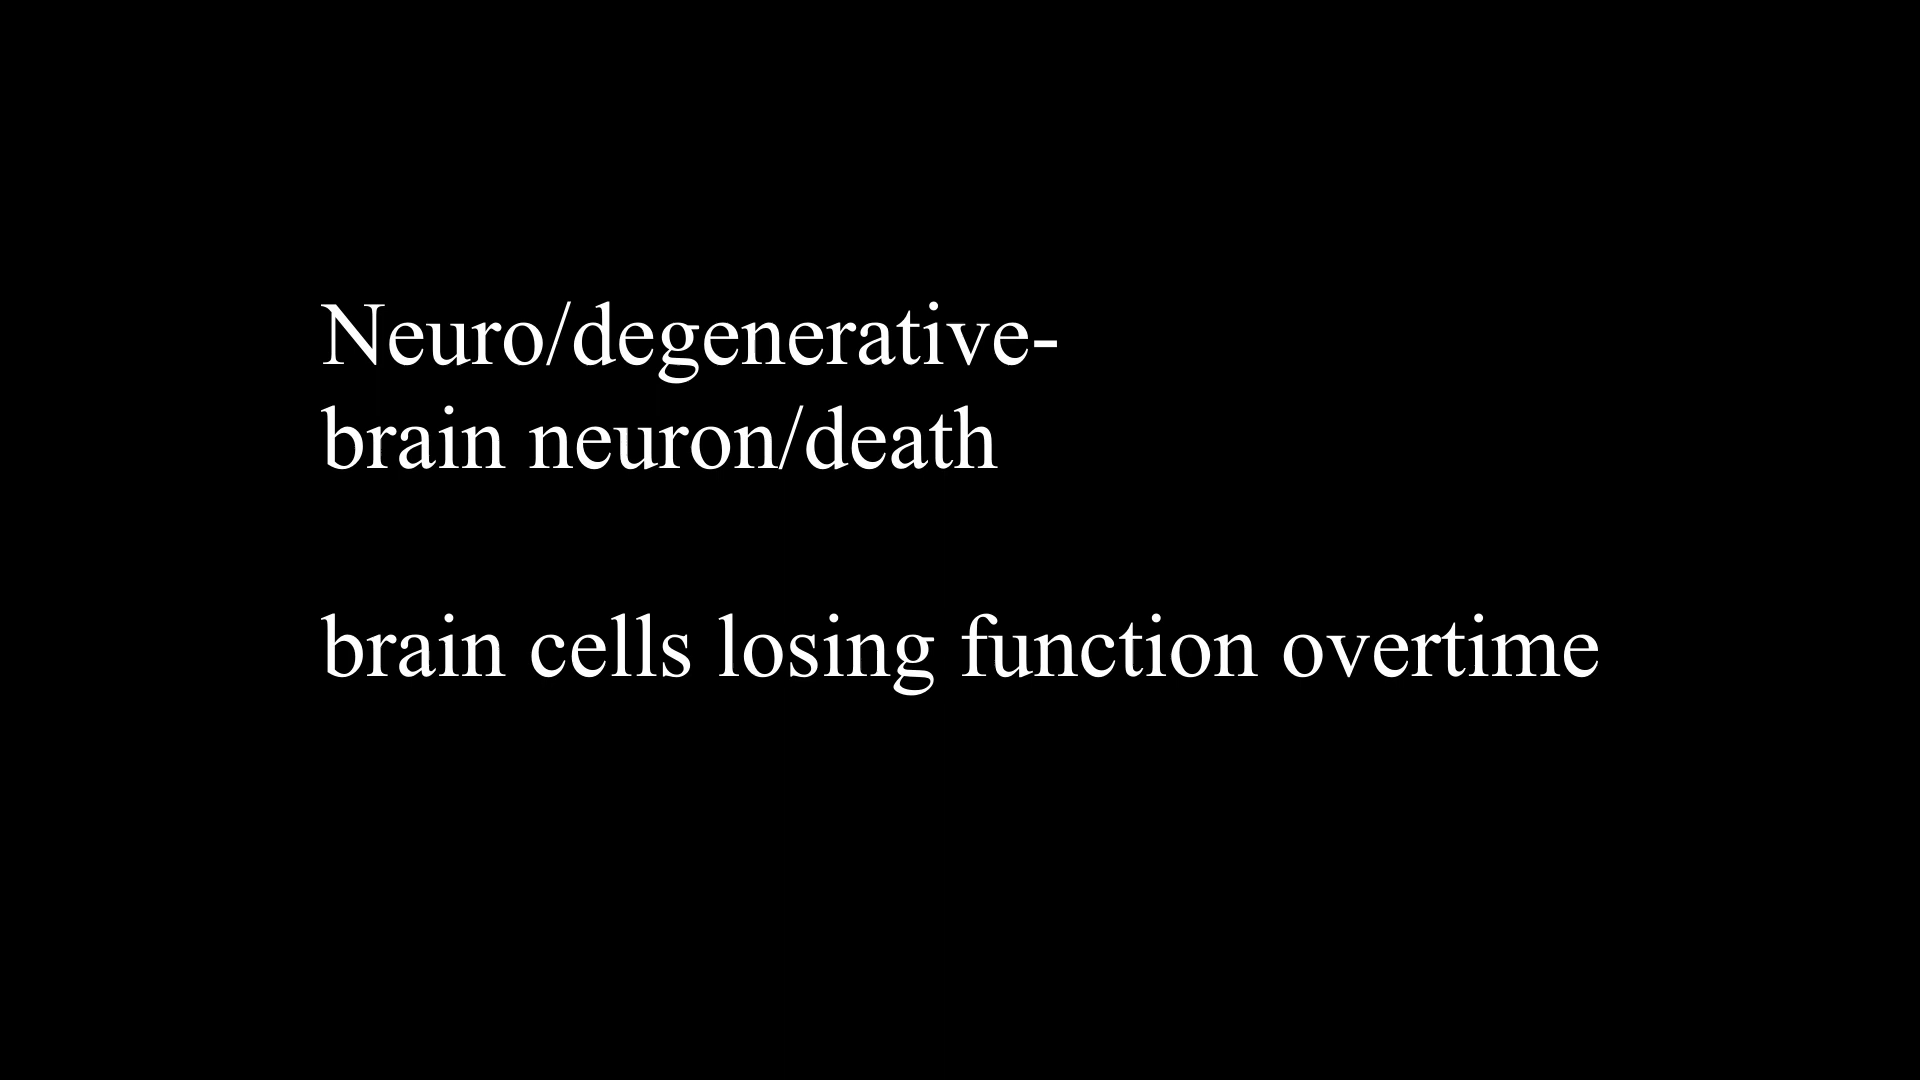 Neuro/degenerative-
brain neuron/death
brain cells losing function overtime